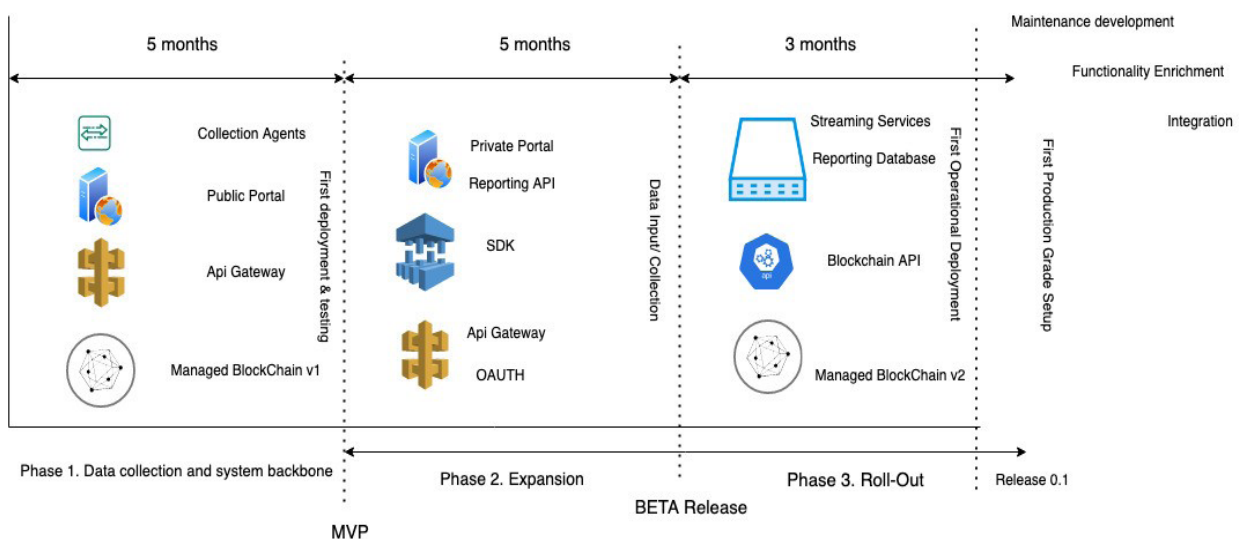 5 months
5 months
3 months
Maintenance development
Functionality Enrichment
Integration
Collection Agents
Public Portal
Api Gateway
Managed BlockChain v1
First deployment & testing
Private Portal
Reporting API
SDK
Api Gateway
OAUTH
Data Input/ Collection
Streaming Services
Reporting Database
Blockchain API
api
Managed BlockChain v2
First Operational Deployment
First Production Grade Setup
Phase 1. Data collection and system backbone
Phase 2. Expansion
Phase 3. Roll-Out
Release 0.1
BETA Release
MVP